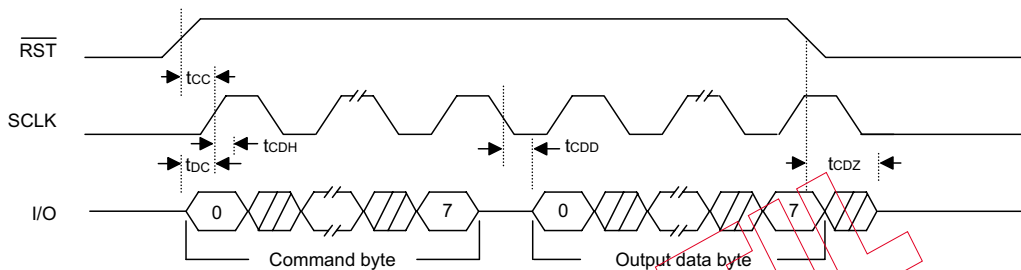 RST
tCC
SCLK
tCDH
tCDD
tDC
tCDZ
I/O
0
7
0
7
Command byte
Output data byte